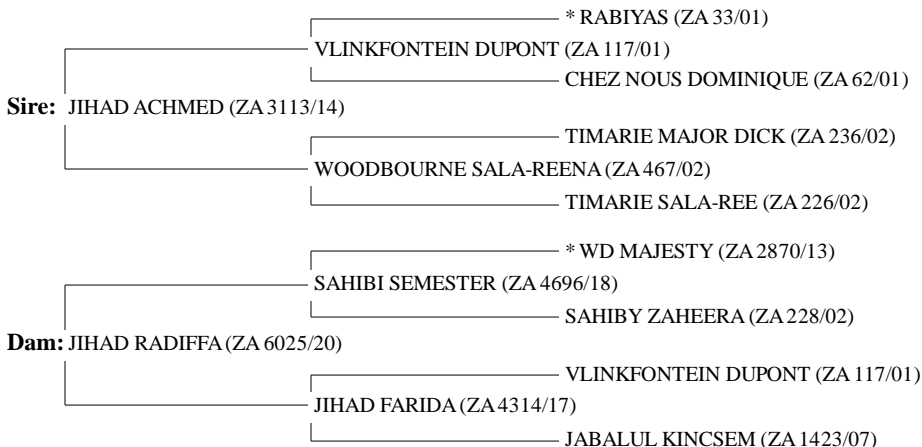 * RABIYAS (ZA 33/01)
VLINKFONTEIN DUPONT (ZA 117/01)
CHEZ NOUS DOMINIQUE (ZA 62/01)
Sire: JIHAD ACHMED (ZA 3113/14)
TIMARIE MAJOR DICK (ZA 236/02)
WOODBOURNE SALA-REENA (ZA 467/02)
TIMARIE SALA-REE (ZA 226/02)
* WD MAJESTY (ZA 2870/13)
SAHIBI SEMESTER (ZA 4696/18)
SAHIBY ZAHEERA (ZA 228/02)
Dam: JIHAD RADIFFA (ZA 6025/20)
VLINKFONTEIN DUPONT (ZA 117/01)
JIHAD FARIDA (ZA 4314/17)
JABALUL KINCSEM (ZA 1423/07)